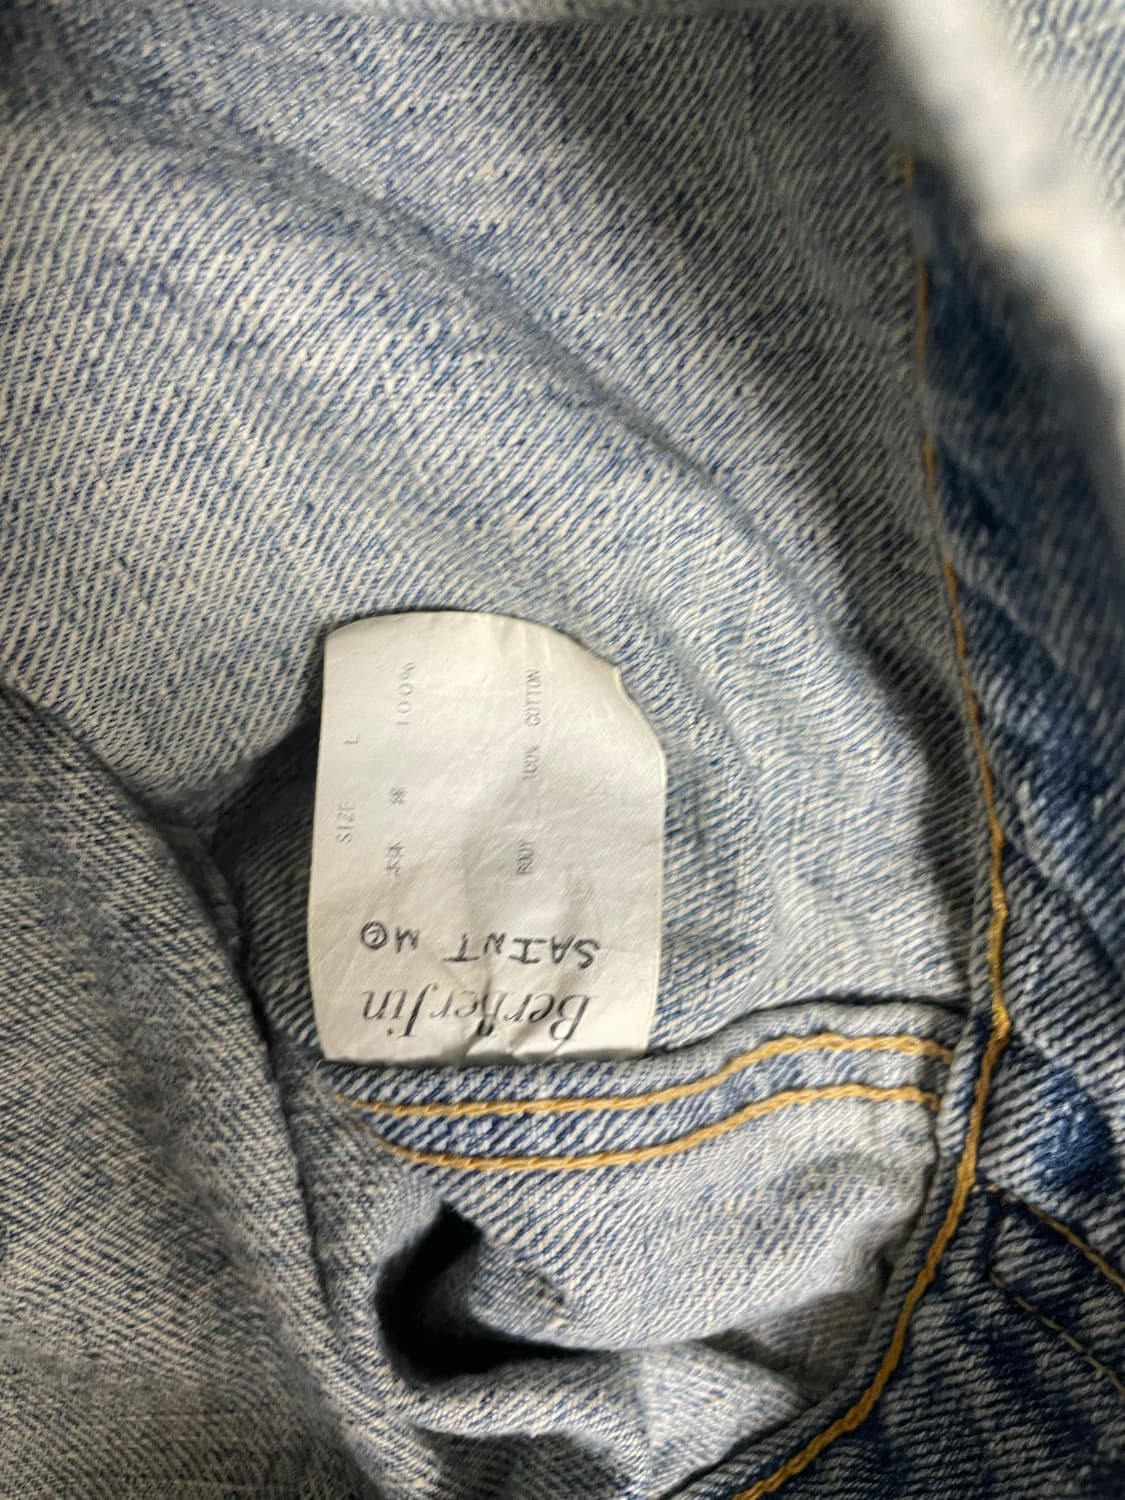 BerBerJin
SAINT M©
BODY 100% COTTON
100%
SIZE L